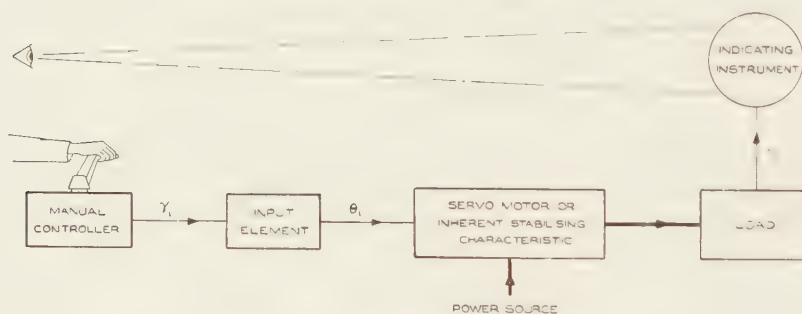 INDICATING
INSTRUMENT
MANUAL
CONTROLLER
γ₁
INPUT
ELEMENT
θ₁
SERVO MOTOR OR
INHERENT STABILISING
CHARACTERISTIC
LOAD
POWER SOURCE